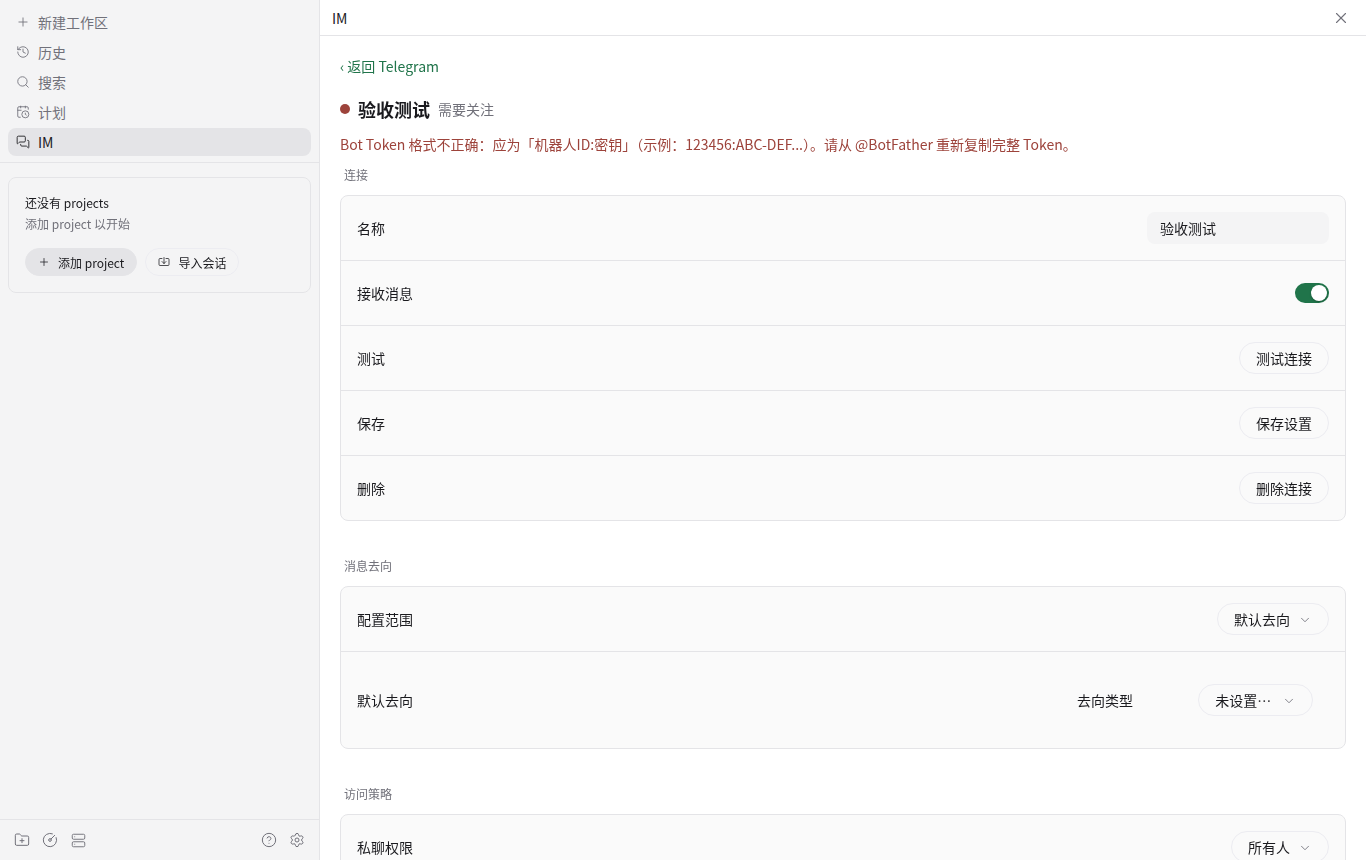 新建工作区
历史
搜索
计划
IM
还没有 projects
添加 project 以开始
添加 project
导入会话
IM
‹ 返回 Telegram
验收测试 需要关注
Bot Token 格式不正确：应为「机器人ID:密钥」（示例：123456:ABC-DEF...）。请从 @BotFather 重新复制完整 Token。
连接
名称 验收测试
接收消息
测试 测试连接
保存 保存设置
删除 删除连接
消息去向
配置范围 默认去向
默认去向 去向类型 未设置…
访问策略
私聊权限 所有人